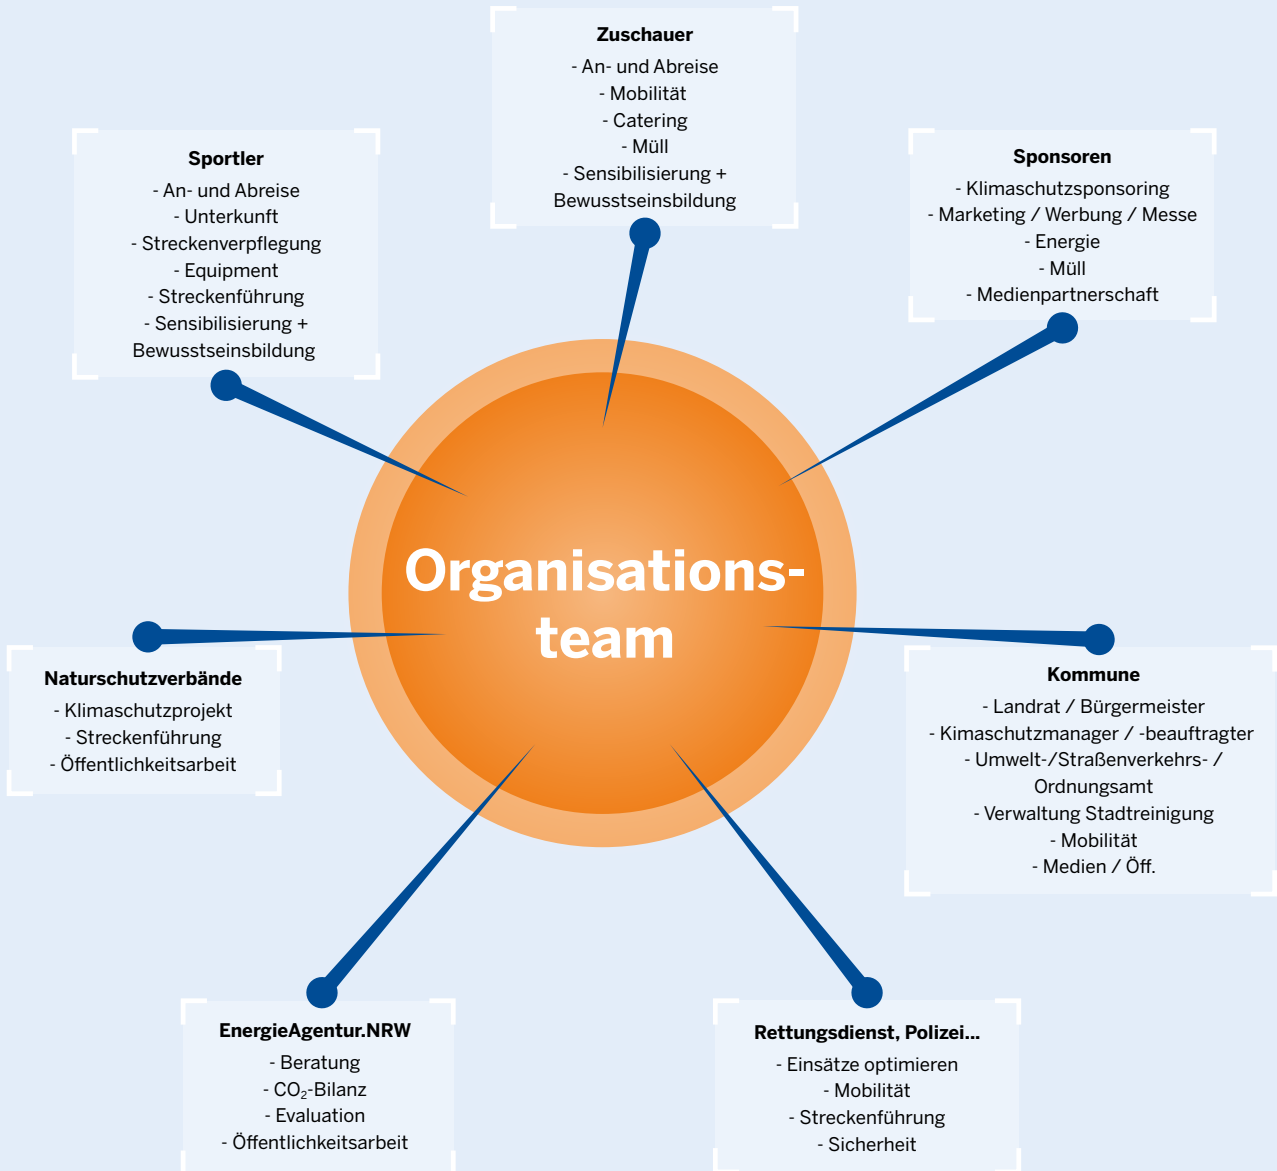 Zuschauer
- An- und Abreise
- Mobilität
- Catering
- Müll
- Sensibilisierung +
Bewusstseinsbildung
Sportler
- An- und Abreise
- Unterkunft
- Streckenverpflegung
- Equipment
- Streckenführung
- Sensibilisierung +
Bewusstseinsbildung
Sponsoren
- Klimaschutzsponsoring
- Marketing / Werbung / Messe
- Energie
- Müll
- Medienpartnerschaft
Organisations-
team
Naturschutzverbände
- Klimaschutzprojekt
- Streckenführung
- Öffentlichkeitsarbeit
Kommune
- Landrat / Bürgermeister
- Kimaschutzmanager / -beauftragter
- Umwelt-/Straßenverkehrs- /
Ordnungsamt
- Verwaltung Stadtreinigung
- Mobilität
- Medien / Öff.
EnergieAgentur.NRW
- Beratung
- CO₂-Bilanz
- Evaluation
- Öffentlichkeitsarbeit
Rettungsdienst, Polizei...
- Einsätze optimieren
- Mobilität
- Streckenführung
- Sicherheit